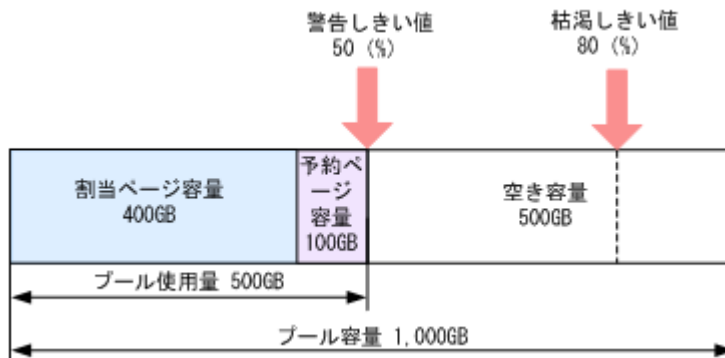 警告しきい値
50 (%)
枯渇しきい値
80 (%)
割当ページ容量
400GB
予約ペ
ージ
容量
100GB
空き容量
500GB
プール使用量 500GB
プール容量 1,000GB